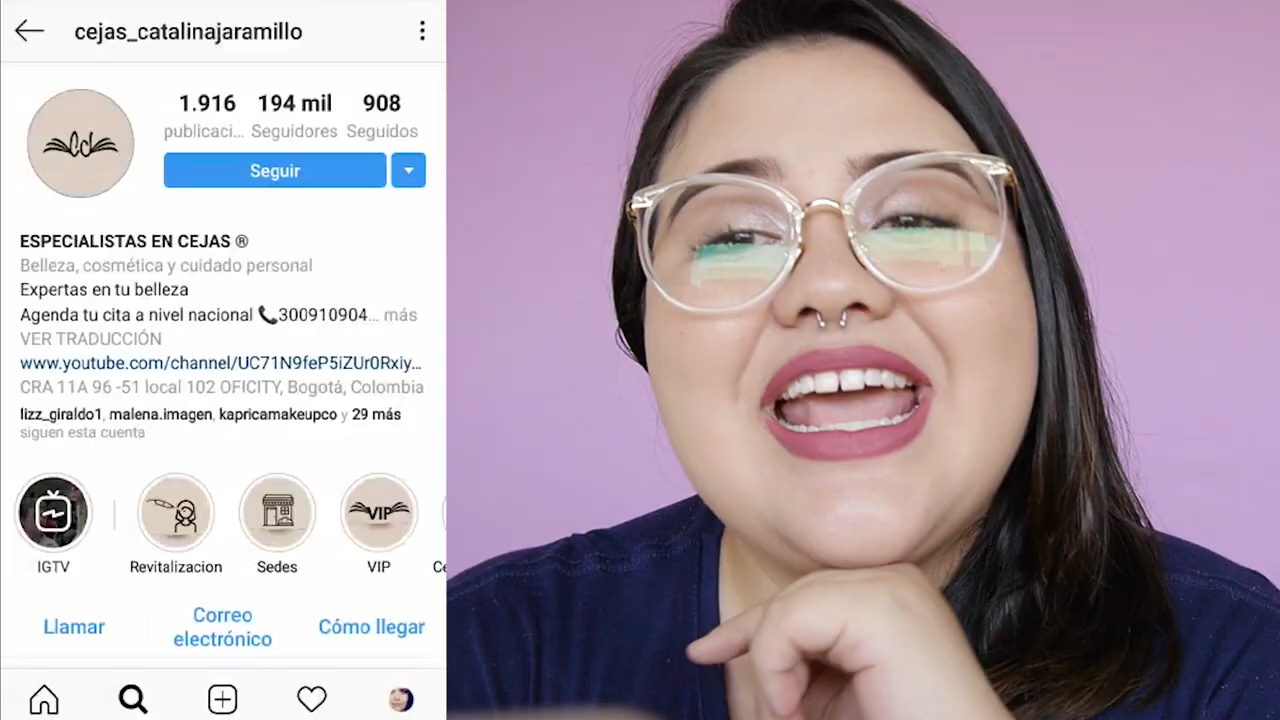 cejas_catalinajaramillo
1.916 194 mil 908
publicaci... Seguidores Seguidos
Seguir
ESPECIALISTAS EN CEJAS ®
Belleza, cosmética y cuidado personal
Expertas en tu belleza
Agenda tu cita a nivel nacional 📞300910904... más
VER TRADUCCIÓN
www.youtube.com/channel/UC71N9feP5iZUr0Rxiy...
CRA 11A 96 -51 local 102 OFICITY, Bogotá, Colombia
lizz_giraldo1, malena.imagen, kapricamakeupco y 29 más
siguen esta cuenta
VIP
IGTV Revitalizacion Sedes VIP Ce
Llamar Correo electrónico Cómo llegar